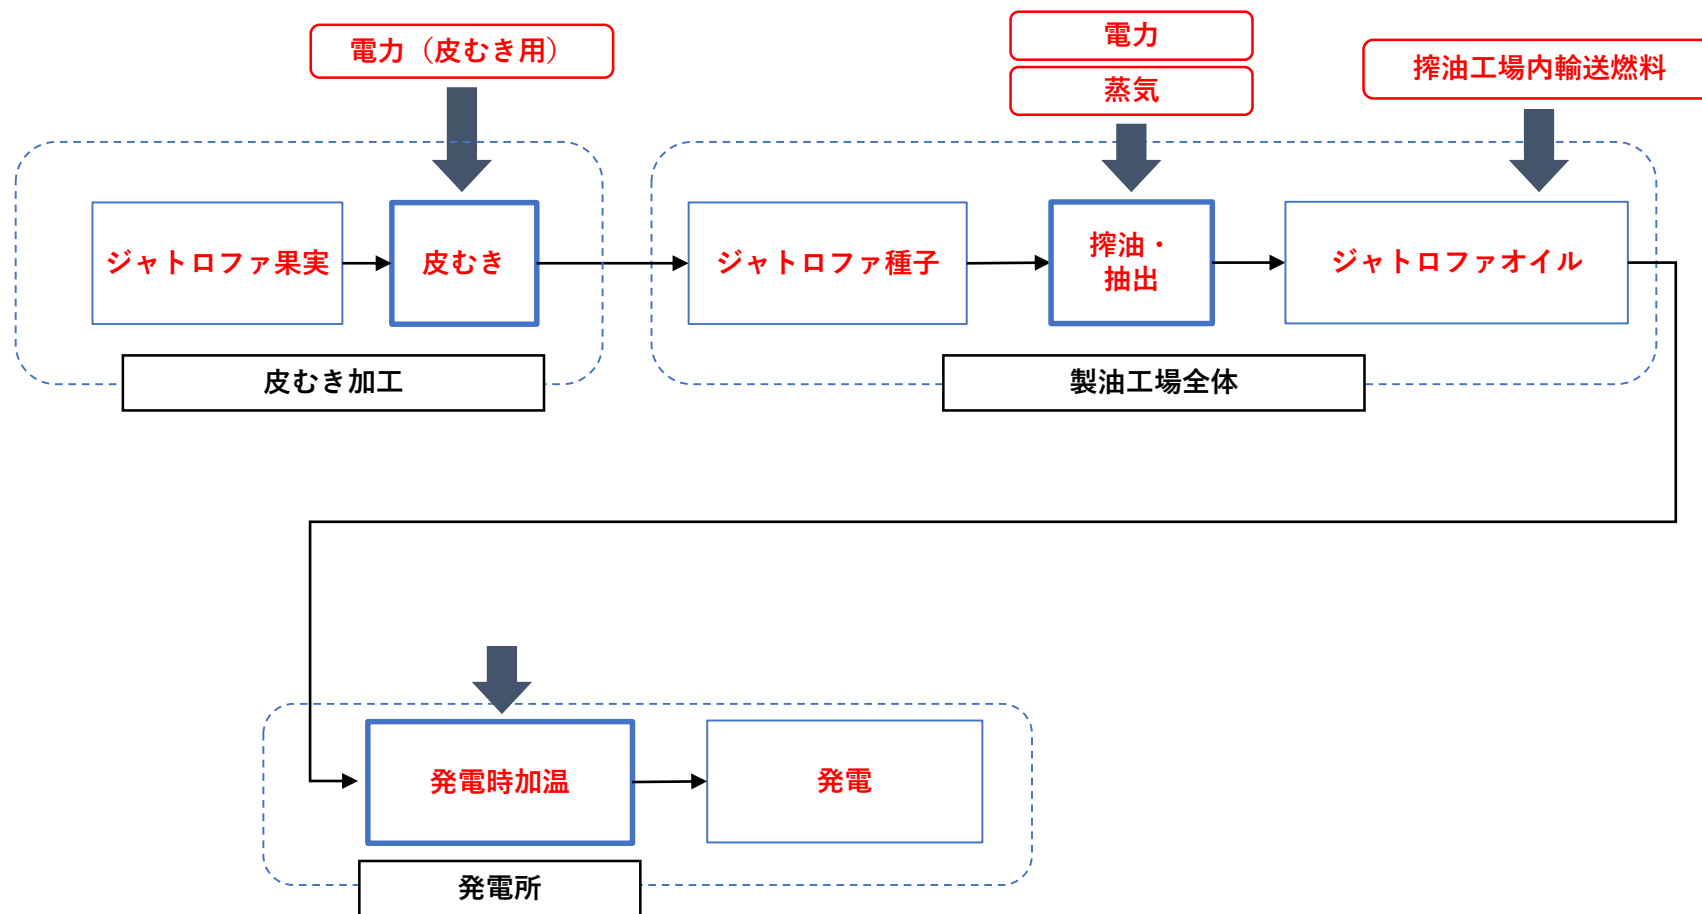 電力（皮むき用）
電力
蒸気
搾油工場内輸送燃料
ジャトロファ果実
皮むき
ジャトロファ種子
搾油・
抽出
ジャトロファオイル
皮むき加工
製油工場全体
発電時加温
発電
発電所